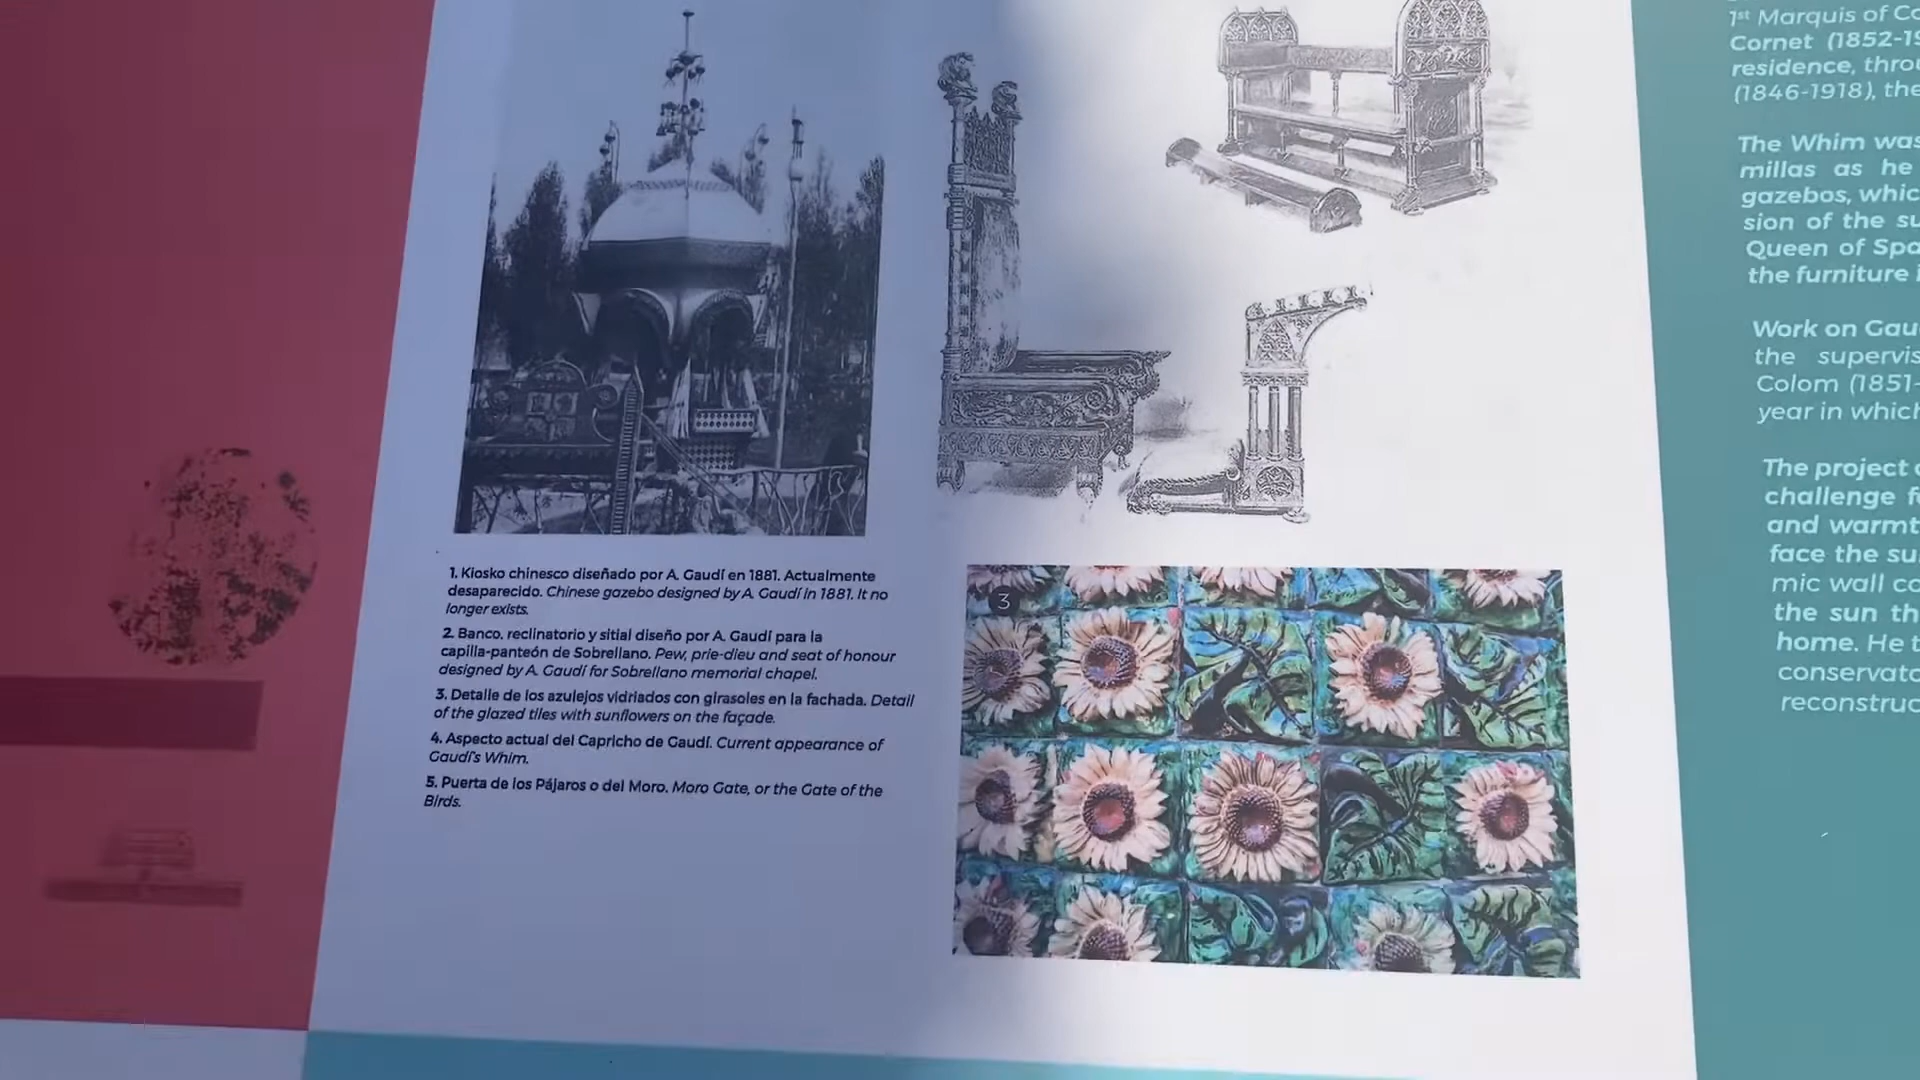 1. Kiosko chinesco diseñado por A. Gaudí en 1881. Actualmente
desaparecido. Chinese gazebo designed by A. Gaudí in 1881. It no
longer exists.
2. Banco, reclinatorio y sitial diseño por A. Gaudí para la
capilla-panteón de Sobrellano. Pew, prie-dieu and seat of honour
designed by A. Gaudí for Sobrellano memorial chapel.
3. Detalle de los azulejos vidriados con girasoles en la fachada. Detail
of the glazed tiles with sunflowers on the façade.
4. Aspecto actual del Capricho de Gaudí. Current appearance of
Gaudí's Whim.
5. Puerta de los Pájaros o del Moro. Moro Gate, or the Gate of the
Birds.
3
1st Marquis of
Cornet (1852-
residence,
(1846-1918), the
The Whim was
millas as he
gazebos,
sion of the
Queen of
the furniture
Work on
the
Colom (1851-
year in which
The project
challenge
and
face the
mic wall
the sun
home. He